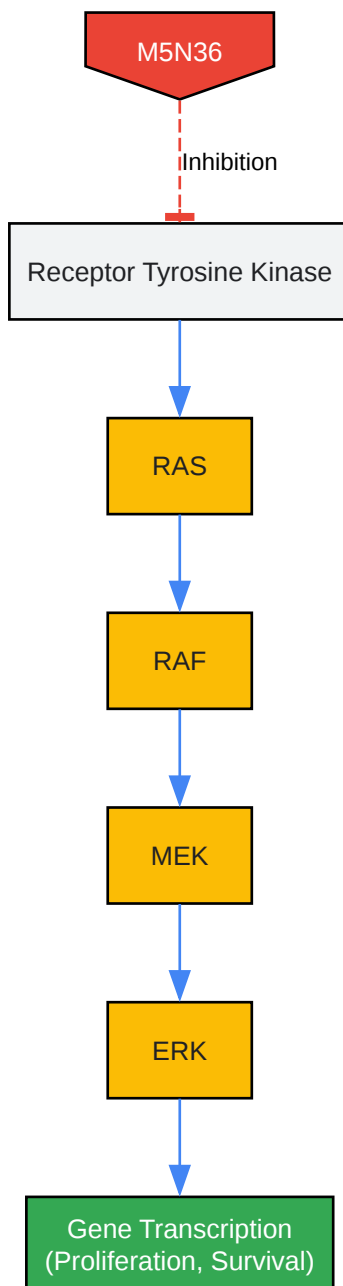 M5N36
Inhibition
Receptor Tyrosine Kinase
RAS
RAF
MEK
ERK
Gene Transcription
(Proliferation, Survival)